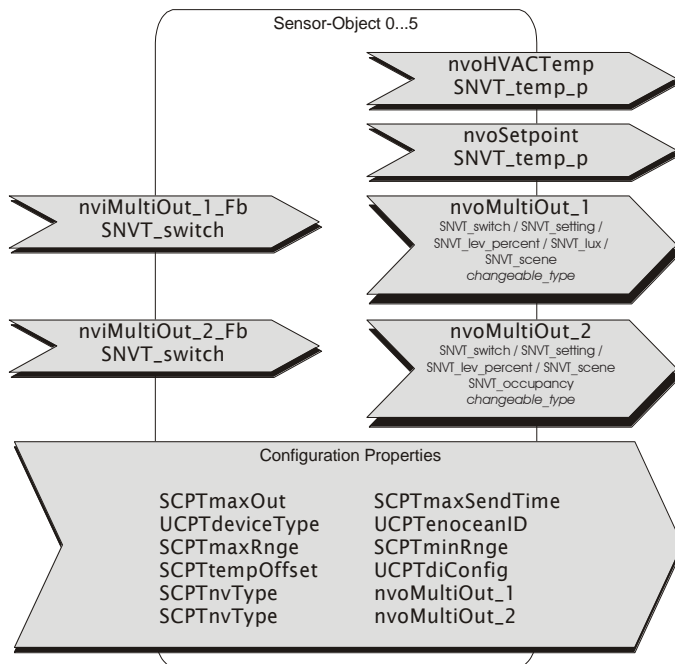 Sensor-Object 0...5
nvoHVACTemp
SNVT_temp_p
nvoSetpoint
SNVT_temp_p
nviMultiOut_1_Fb
SNVT_switch
nvoMultiOut_1
SNVT_switch / SNVT_setting /
SNVT_lev_percent / SNVT_lux /
SNVT_scene
changeable_type
nviMultiOut_2_Fb
SNVT_switch
nvoMultiOut_2
SNVT_switch / SNVT_setting /
SNVT_lev_percent / SNVT_scene
SNVT_occupancy
changeable_type
Configuration Properties
SCPTmaxOut SCPTmaxSendTime
UCPTdeviceType UCPTenoceanID
SCPTmaxRnge SCPTminRnge
SCPTtempOffset UCPTdiConfig
SCPTnvType nvoMultiOut_1
SCPTnvType nvoMultiOut_2